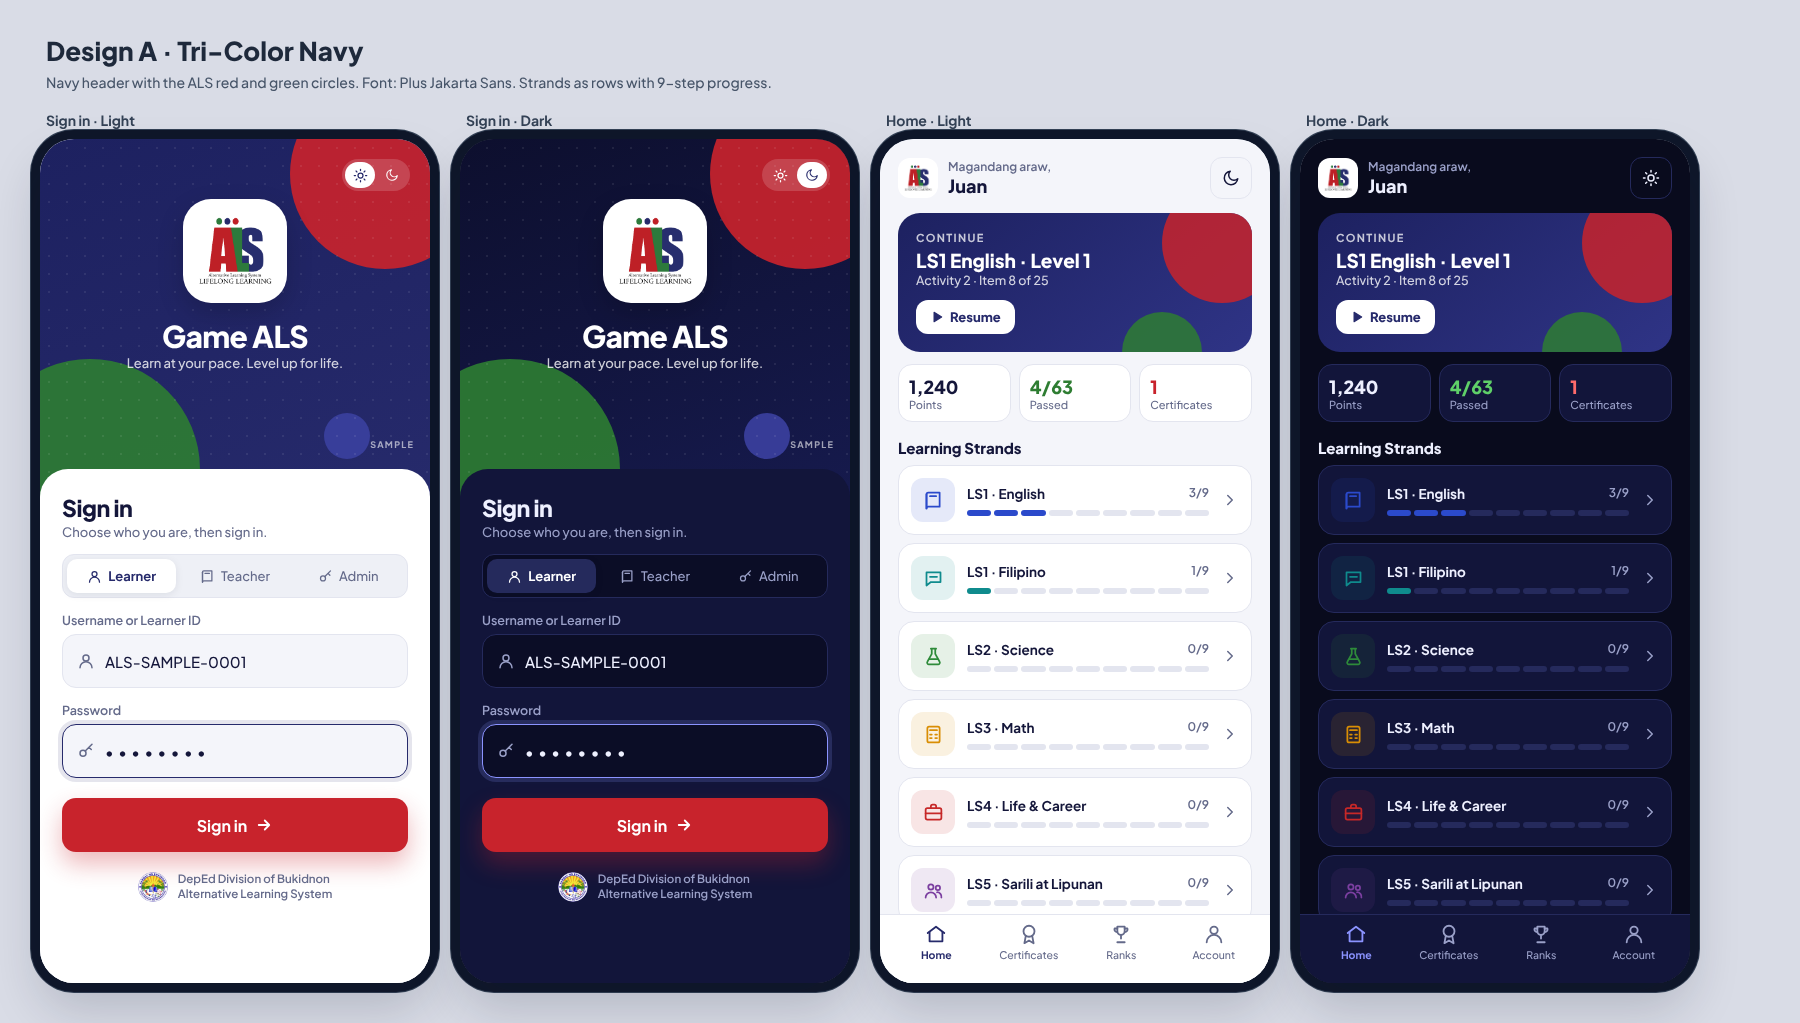 Design A · Tri-Color Navy
Navy header with the ALS red and green circles. Font: Plus Jakarta Sans. Strands as rows with 9-step progress.
Sign in · Light
ALS
Alternative Learning System
LIFELONG LEARNING
Game ALS
Learn at your pace. Level up for life.
SAMPLE
Sign in
Choose who you are, then sign in.
Learner Teacher Admin
Username or Learner ID
ALS-SAMPLE-0001
Password
Sign in →
DepEd Division of Bukidnon
Alternative Learning System
Sign in · Dark
ALS
Alternative Learning System
LIFELONG LEARNING
Game ALS
Learn at your pace. Level up for life.
SAMPLE
Sign in
Choose who you are, then sign in.
Learner Teacher Admin
Username or Learner ID
ALS-SAMPLE-0001
Password
Sign in →
DepEd Division of Bukidnon
Alternative Learning System
Home · Light
ALS
Magandang araw,
Juan
CONTINUE
LS1 English · Level 1
Activity 2 · Item 8 of 25
Resume
1,240 4/63 1
Points Passed Certificates
Learning Strands
LS1 · English 3/9
LS1 · Filipino 1/9
LS2 · Science 0/9
LS3 · Math 0/9
LS4 · Life & Career 0/9
LS5 · Sarili at Lipunan 0/9
Home Certificates Ranks Account
Home · Dark
ALS
Magandang araw,
Juan
CONTINUE
LS1 English · Level 1
Activity 2 · Item 8 of 25
Resume
1,240 4/63 1
Points Passed Certificates
Learning Strands
LS1 · English 3/9
LS1 · Filipino 1/9
LS2 · Science 0/9
LS3 · Math 0/9
LS4 · Life & Career 0/9
LS5 · Sarili at Lipunan 0/9
Home Certificates Ranks Account